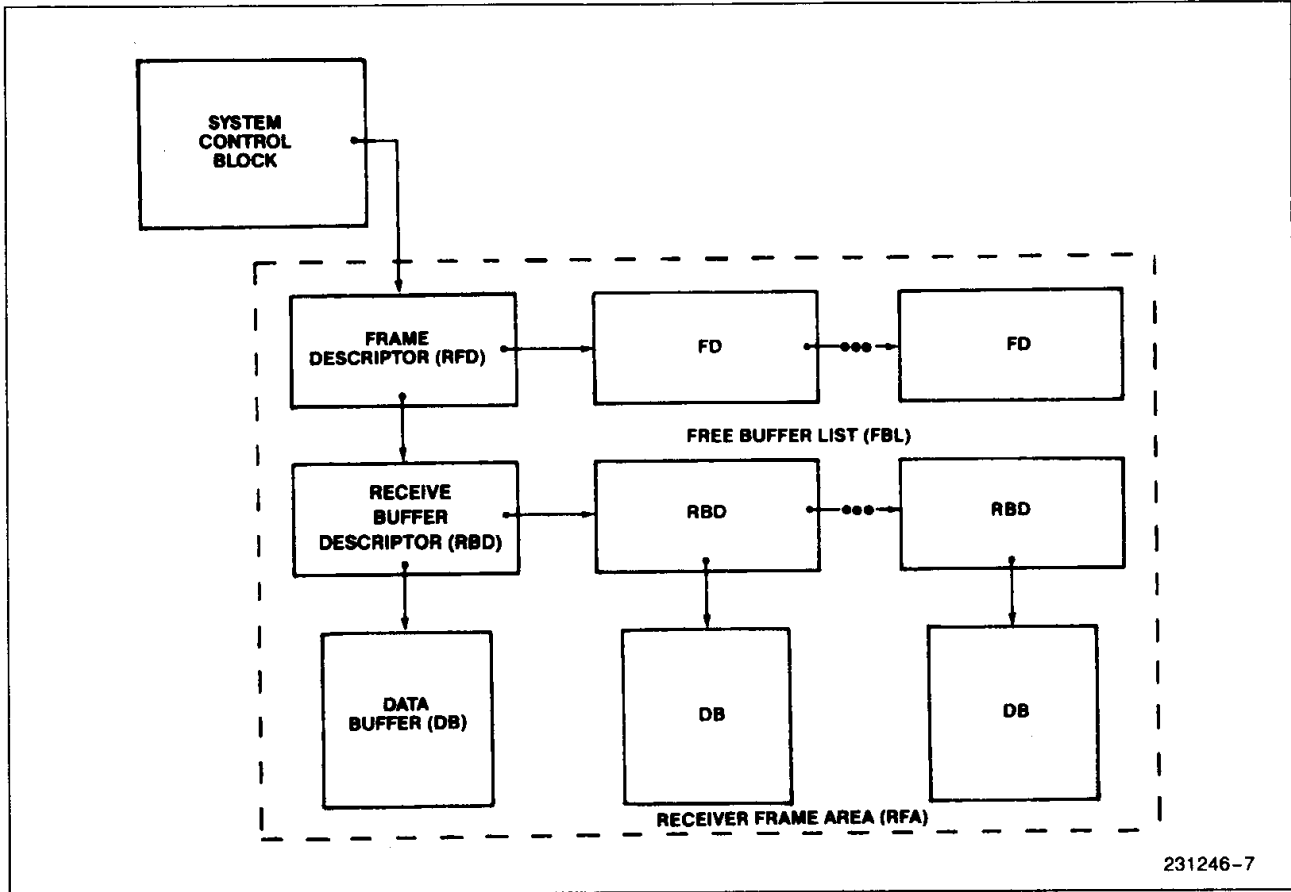 SYSTEM
CONTROL
BLOCK
FRAME
DESCRIPTOR (RFD)
FD
FD
FREE BUFFER LIST (FBL)
RECEIVE
BUFFER
DESCRIPTOR (RBD)
RBD
RBD
DATA
BUFFER (DB)
DB
DB
RECEIVER FRAME AREA (RFA)
231246-7